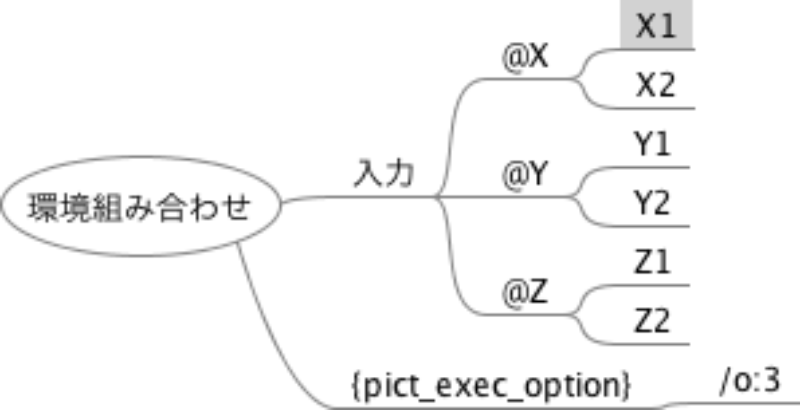 環境組み合わせ
入力
@X
X1
X2
@Y
Y1
Y2
@Z
Z1
Z2
{pict_exec_option}
/o:3